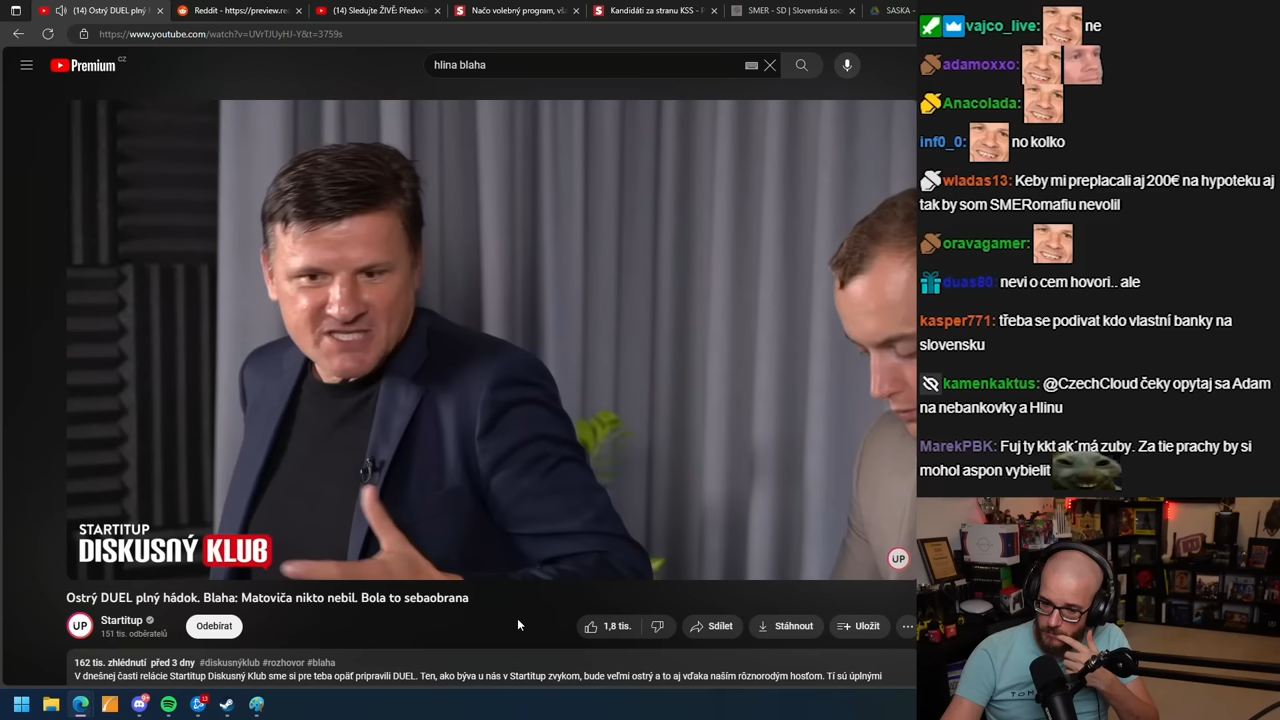 (14) Ostrý DUEL plný h
Reddit - https://preview.re
(14) Sledujte ŽIVĚ: Předvol
Načo volebný program, vš
Kandidáti za stranu KSS - F
SMER - SD | Slovenská soc
SASKA -
https://www.youtube.com/watch?v=UVrTJUyHJ-Y&t=3759s
Premium CZ
hlina blaha
STARTITUP
DISKUSNÝ KLUB
UP
Ostrý DUEL plný hádok. Blaha: Matoviča nikto nebil. Bola to sebaobrana
UP
Startitup
151 tis. odběratelů
Odebírat
1,8 tis.
Sdílet
Stáhnout
Uložit
162 tis. zhlédnutí před 3 dny #diskusnýklub #rozhovor #blaha
V dnešnej časti relácie Startitup Diskusný Klub sme si pre teba opäť pripravili DUEL. Ten, ako býva u nás v Startitup zvykom, bude veľmi ostrý a to aj vďaka našim rôznorodým hosťom. Tí sú úplnými
vajco_live: ne
adamoxxo:
Anacolada:
inf0_0: no kolko
wladas13: Keby mi preplacali aj 200€ na hypoteku aj
tak by som SMERomafiu nevolil
oravagamer:
duas80: nevi o cem hovori.. ale
kasper771: třeba se podivat kdo vlastní banky na
slovensku
kamenkaktus: @CzechCloud čeky opytaj sa Adam
na nebankovky a Hlinu
MarekPBK: Fuj ty kkt ak´má zuby. Za tie prachy by si
mohol aspon vybielit